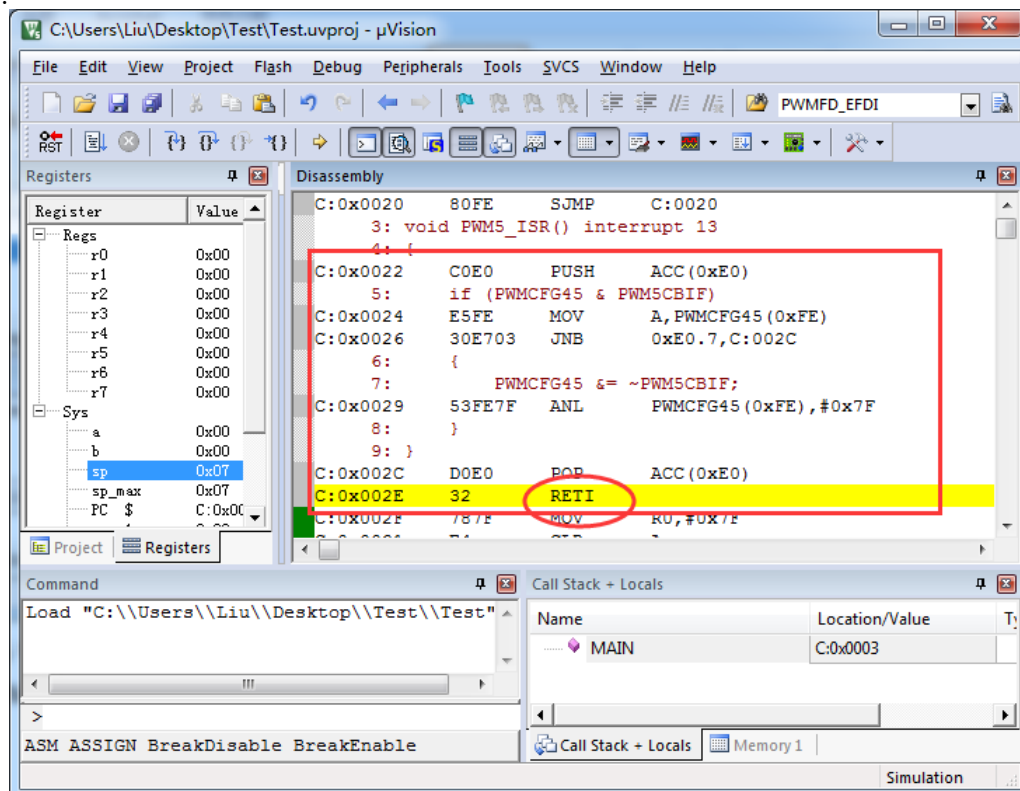 C:\Users\Liu\Desktop\Test\Test.uvproj - µVision
File Edit View Project Flash Debug Peripherals Tools SVCS Window Help
PWMFD_EFDI
RST
Registers
Register Value
Regs
r0 0x00
r1 0x00
r2 0x00
r3 0x00
r4 0x00
r5 0x00
r6 0x00
r7 0x00
Sys
a 0x00
b 0x00
sp 0x07
sp_max 0x07
PC $ C:0x00
Project Registers
Disassembly
C:0x0020 80FE SJMP C:0020
3: void PWM5_ISR() interrupt 13
4: {
C:0x0022 C0E0 PUSH ACC(0xE0)
5: if (PWMCFG45 & PWM5CBIF)
C:0x0024 E5FE MOV A,PWMCFG45(0xFE)
C:0x0026 30E703 JNB 0xE0.7,C:002C
6: {
7: PWMCFG45 &= ~PWM5CBIF;
C:0x0029 53FE7F ANL PWMCFG45(0xFE),#0x7F
8: }
9: }
C:0x002C D0E0 POP ACC(0xE0)
C:0x002E 32 RETI
C:0x002F 787F MOV R0,#0x7F
Command
Load "C:\\Users\\Liu\\Desktop\\Test\\Test"
>
ASM ASSIGN BreakDisable BreakEnable
Call Stack + Locals
Name Location/Value
MAIN C:0x0003
Call Stack + Locals Memory 1
Simulation